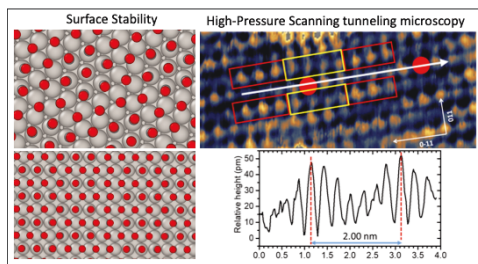 Surface Stability
High-Pressure Scanning tunneling microscopy
110
0-11
Relative height (pm)
50
40
30
20
10
0
2.00 nm
0.0 0.5 1.0 1.5 2.0 2.5 3.0 3.5 4.0